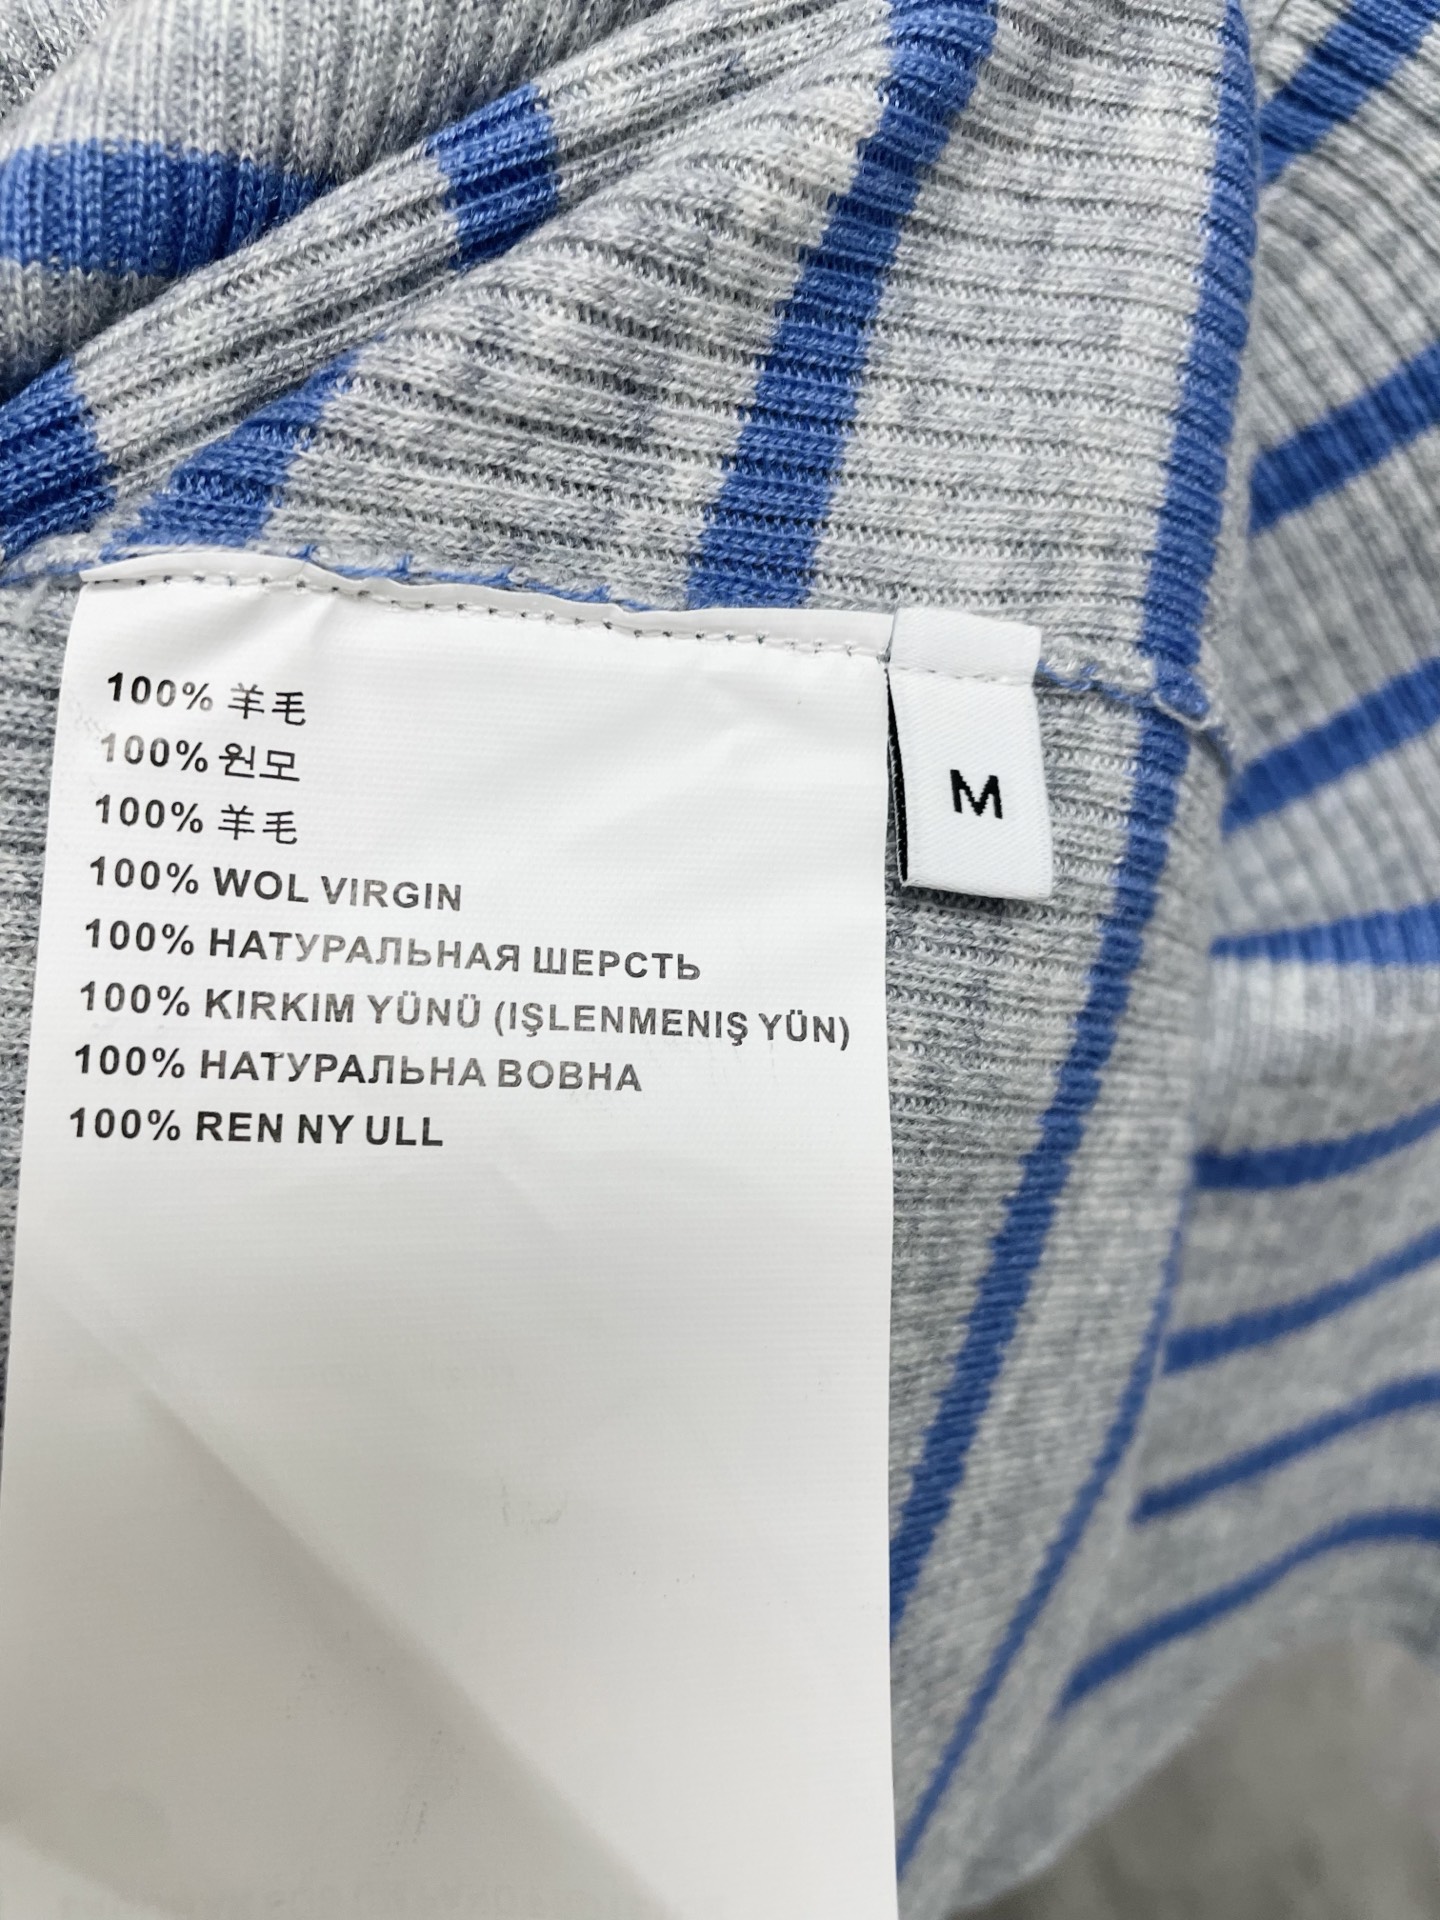 100% 羊毛
100% 원모
100% 羊毛
100% WOL VIRGIN
100% НАТУРАЛЬНАЯ ШЕРСТЬ
100% KIRKIM YÜNÜ (IŞLENMENIŞ YÜN)
100% НАТУРАЛЬНА ВОВНА
100% REN NY ULL
M